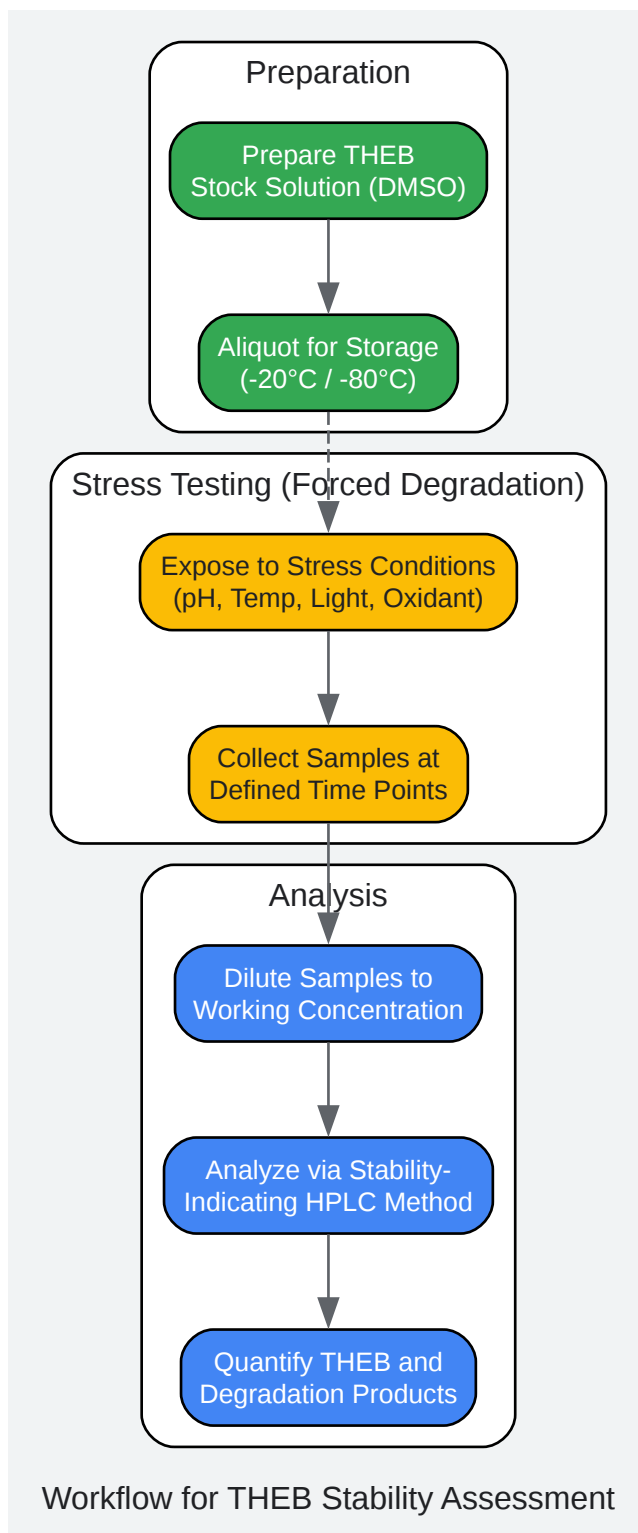 Preparation
Prepare THEB
Stock Solution (DMSO)
Aliquot for Storage
(-20°C / -80°C)
Stress Testing (Forced Degradation)
Expose to Stress Conditions
(pH, Temp, Light, Oxidant)
Collect Samples at
Defined Time Points
Analysis
Dilute Samples to
Working Concentration
Analyze via Stability-
Indicating HPLC Method
Quantify THEB and
Degradation Products
Workflow for THEB Stability Assessment